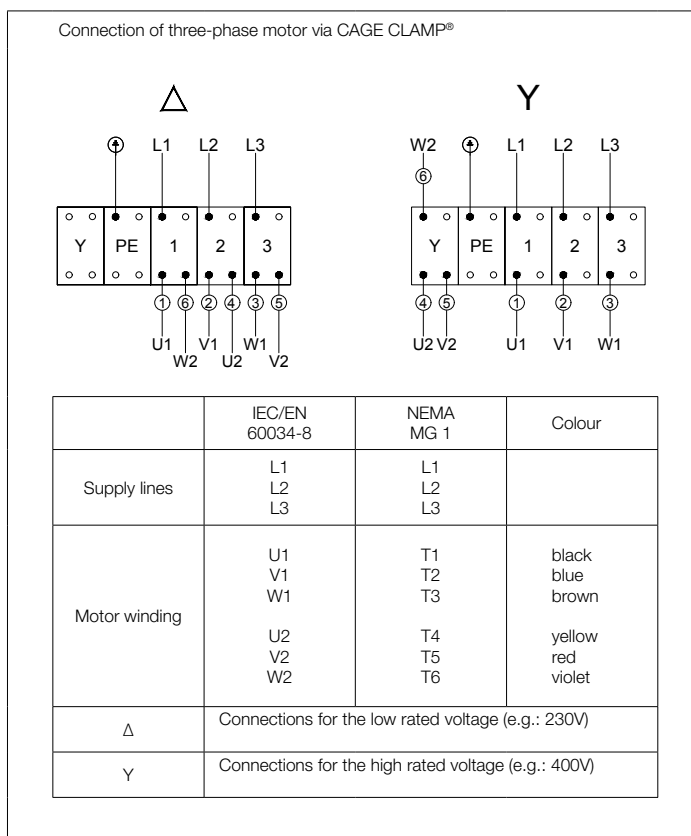 Connection of three-phase motor via CAGE CLAMP®
Δ Y
L1 L2 L3 W2 L1 L2 L3
6
Y PE 1 2 3 Y PE 1 2 3
1 6 2 4 3 5 4 5 1 2 3
U1 V1 W1 U2 V2 U1 V1 W1
W2 U2 V2
IEC/EN NEMA Colour
60034-8 MG 1
Supply lines
L1 L1
L2 L2
L3 L3
Motor winding
U1 T1 black
V1 T2 blue
W1 T3 brown
U2 T4 yellow
V2 T5 red
W2 T6 violet
Δ Connections for the low rated voltage (e.g.: 230V)
Y Connections for the high rated voltage (e.g.: 400V)